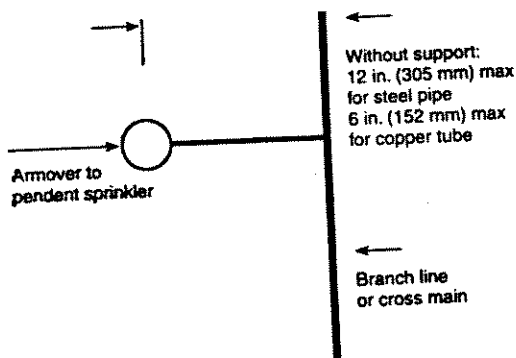 Without support:
12 in. (305 mm) max
for steel pipe
6 in. (152 mm) max
for copper tube
Armover to
pendent sprinkler
Branch line
or cross main